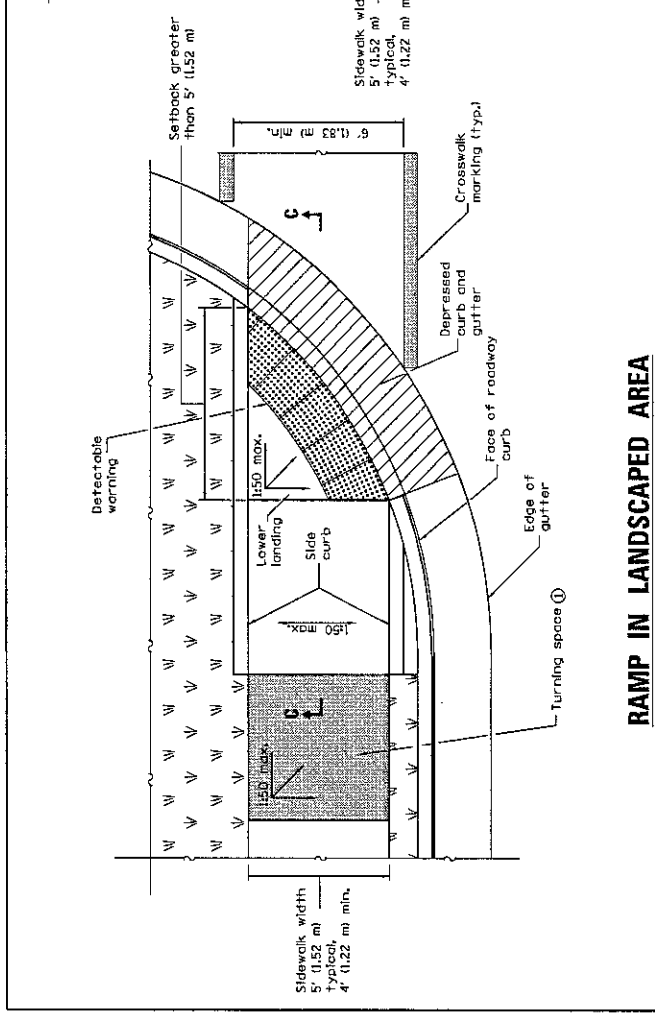 Setback greater
than 5' (1.52 m)
Detectable
warning
Sidewalk wid
5' (1.52 m)
typical,
4' (1.22 m) m
6' (1.83 m) min.
C
1:50 max.
Lower
landing
Side
curb
1:50 max.
Crosswalk
marking (typ.)
Depressed
curb and
gutter
Face of roadway
curb
Edge of
gutter
C
1:50 max.
Turning space ①
Sidewalk width
5' (1.52 m)
typical,
4' (1.22 m) min.
RAMP IN LANDSCAPED AREA